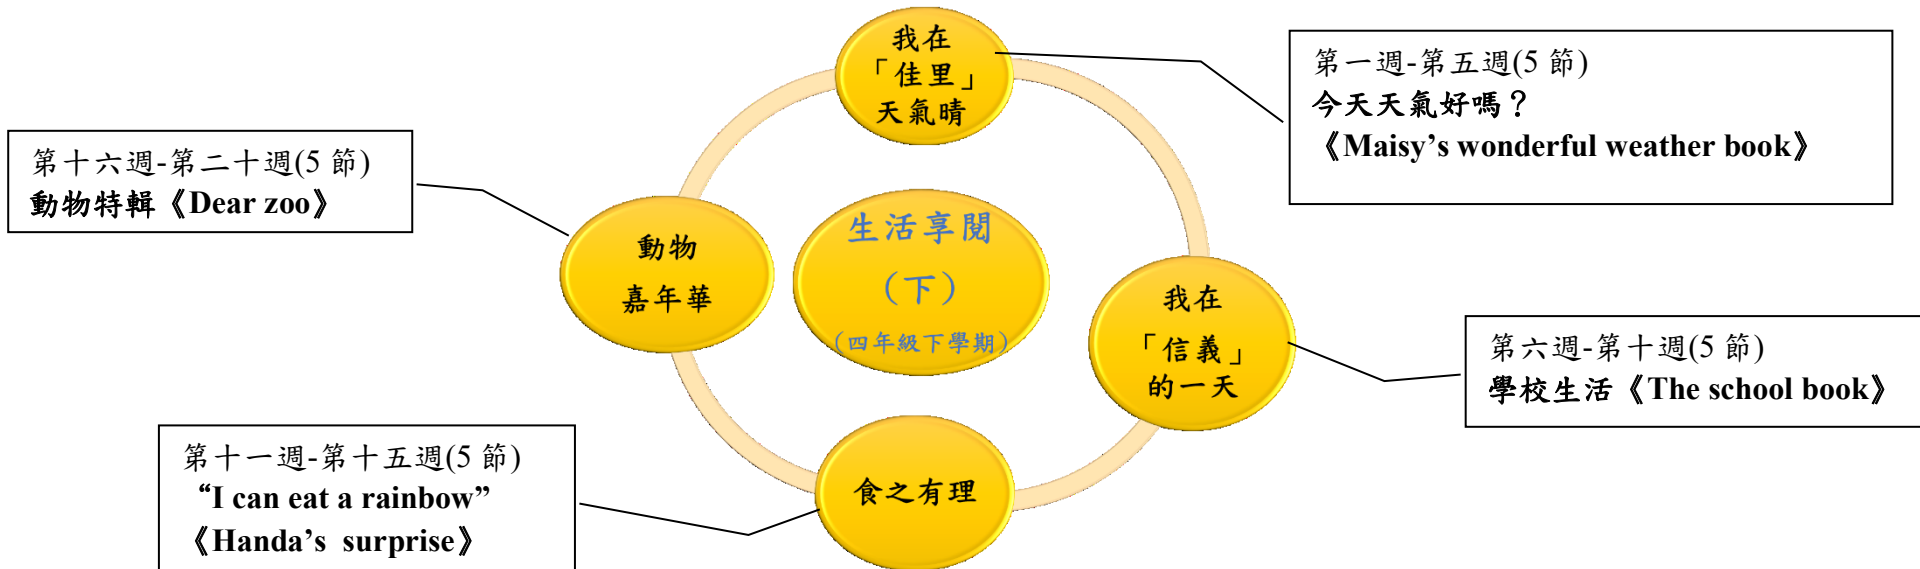 我在
「佳里」
天氣晴
第一週-第五週(5 節)
今天天氣好嗎？
《Maisy’s wonderful weather book》
第十六週-第二十週(5 節)
動物特輯《Dear zoo》
動物
嘉年華
生活享閱
（下）
（四年級下學期）
我在
「信義」
的一天
第六週-第十週(5 節)
學校生活《The school book》
第十一週-第十五週(5 節)
“I can eat a rainbow”
《Handa’s  surprise》
食之有理